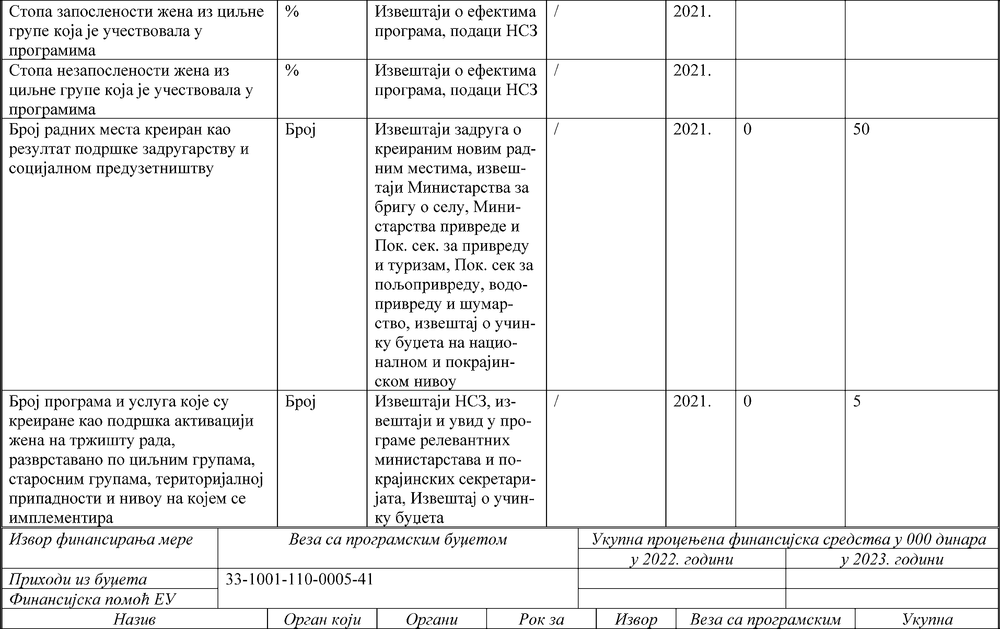 Стопа запослености жена из циљне
групе која је учествовала у
програмима
%
Извештаји о ефектима
програма, подаци НСЗ
/
2021.
Стопа незапослености жена из
циљне групе која је учествовала у
програмима
%
Извештаји о ефектима
програма, подаци НСЗ
/
2021.
Број радних места креиран као
резултат подршке задругарству и
социјалном предузетништву
Број
Извештаји задруга о
креираним новим рад-
ним местима, извеш-
таји Министарства за
бригу о селу, Мини-
старства привреде и
Пок. сек. за привреду
и туризам, Пок. сек за
пољопривреду, водо-
привреду и шумар-
ство, извештај о учин-
ку буџета на нацио-
налном и покрајин-
ском нивоу
/
2021.
0
50
Број програма и услуга које су
креиране као подршка активацији
жена на тржишту рада,
разврставано по циљним групама,
старосним групама, територијалној
припадности и нивоу на којем се
имплементира
Број
Извештаји НСЗ, из-
вештаји и увид у про-
граме релевантних
министарстава и по-
крајинских секретари-
јата, Извештај о учин-
ку буџета
/
2021.
0
5
Извор финансирања мере
Веза са програмским буџетом
Укупна процењена финансијска средства у 000 динара
у 2022. години
у 2023. години
Приходи из буџета
33-1001-110-0005-41
Финансијска помоћ ЕУ
Назив
Орган који
Органи
Рок за
Извор
Веза са програмским
Укупна